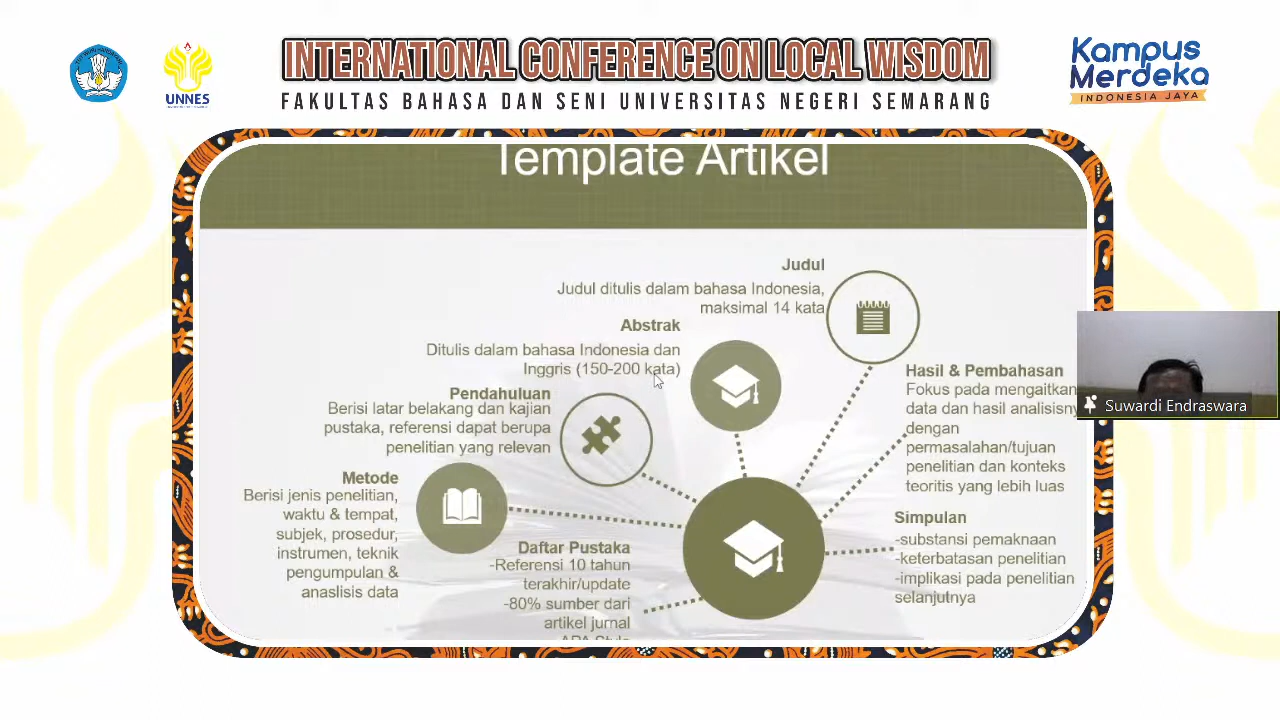 INTERNATIONAL CONFERENCE ON LOCAL WISDOM
FAKULTAS BAHASA DAN SENI UNIVERSITAS NEGERI SEMARANG
UNNES
Kampus
Merdeka
INDONESIA JAYA
Template Artikel
Judul
Judul ditulis dalam bahasa Indonesia,
maksimal 14 kata
Abstrak
Ditulis dalam bahasa Indonesia dan
Inggris (150-200 kata)
Pendahuluan
Berisi latar belakang dan kajian
pustaka, referensi dapat berupa
penelitian yang relevan
Metode
Berisi jenis penelitian,
waktu & tempat,
subjek, prosedur,
instrumen, teknik
pengumpulan &
anaslisis data
Daftar Pustaka
-Referensi 10 tahun
terakhir/update
-80% sumber dari
artikel jurnal
APA Style
Hasil & Pembahasan
Fokus pada mengaitkan
data dan hasil analisisny
dengan
permasalahan/tujuan
penelitian dan konteks
teoritis yang lebih luas
Simpulan
-substansi pemaknaan
-keterbatasan penelitian
-implikasi pada penelitian
selanjutnya
Suwardi Endraswara